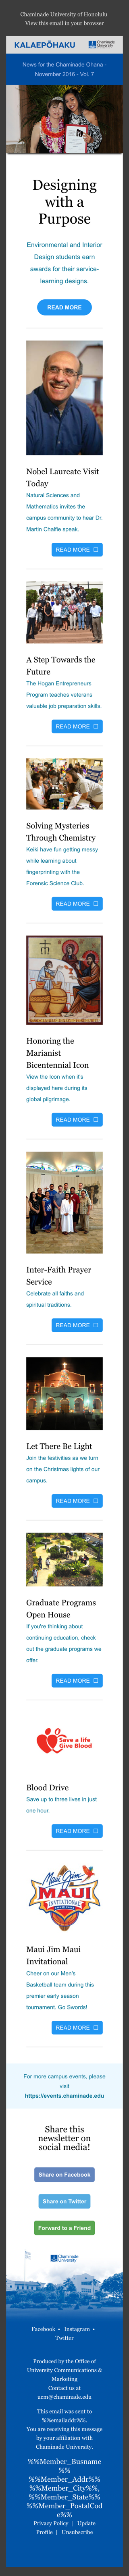 Chaminade University of Honolulu
View this email in your browser
KALAEPŌHAKU
Chaminade
University
News for the Chaminade Ohana -
November 2016 - Vol. 7
Designing
with a
Purpose
Environmental and Interior
Design students earn
awards for their service-
learning designs.
READ MORE
Nobel Laureate Visit
Today
Natural Sciences and
Mathematics invites the
campus community to hear Dr.
Martin Chalfie speak.
READ MORE
A Step Towards the
Future
The Hogan Entrepreneurs
Program teaches veterans
valuable job preparation skills.
READ MORE
Solving Mysteries
Through Chemistry
Keiki have fun getting messy
while learning about
fingerprinting with the
Forensic Science Club.
READ MORE
Honoring the
Marianist
Bicentennial Icon
View the Icon when it's
displayed here during its
global pilgrimage.
READ MORE
Inter-Faith Prayer
Service
Celebrate all faiths and
spiritual traditions.
READ MORE
Let There Be Light
Join the festivities as we turn
on the Christmas lights of our
campus.
READ MORE
Graduate Programs
Open House
If you're thinking about
continuing education, check
out the graduate programs we
offer.
READ MORE
Save a life
Give Blood
Blood Drive
Save up to three lives in just
one hour.
READ MORE
Maui Jim
MAUI
INVITATIONAL
Maui Jim Maui
Invitational
Cheer on our Men's
Basketball team during this
premier early season
tournament. Go Swords!
READ MORE
For more campus events, please
visit
https://events.chaminade.edu
Share this
newsletter on
social media!
Share on Facebook
Share on Twitter
Forward to a Friend
Chaminade
University
Facebook • Instagram •
Twitter
Produced by the Office of
University Communications &
Marketing
Contact us at
ucm@chaminade.edu
This email was sent to
%%emailaddr%%.
You are receiving this message
by your affiliation with
Chaminade University.
%%Member_Busname
%%
%%Member_Addr%%
%%Member_City%%,
%%Member_State%%
%%Member_PostalCod
e%%
Privacy Policy | Update
Profile | Unsubscribe